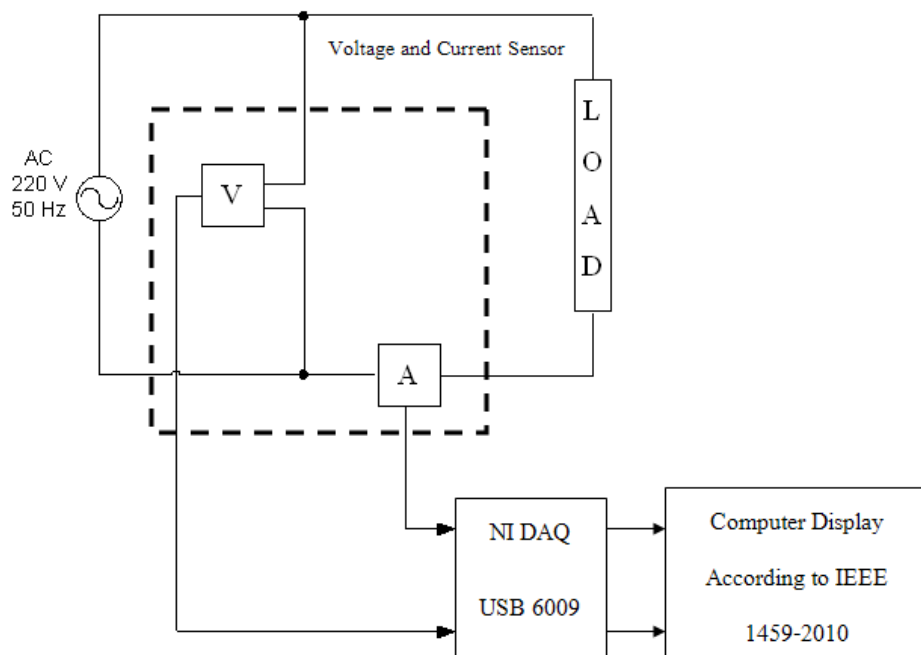 Voltage and Current Sensor
L
O
A
D
AC
220 V
50 Hz
V
A
NI DAQ
USB 6009
Computer Display
According to IEEE
1459-2010